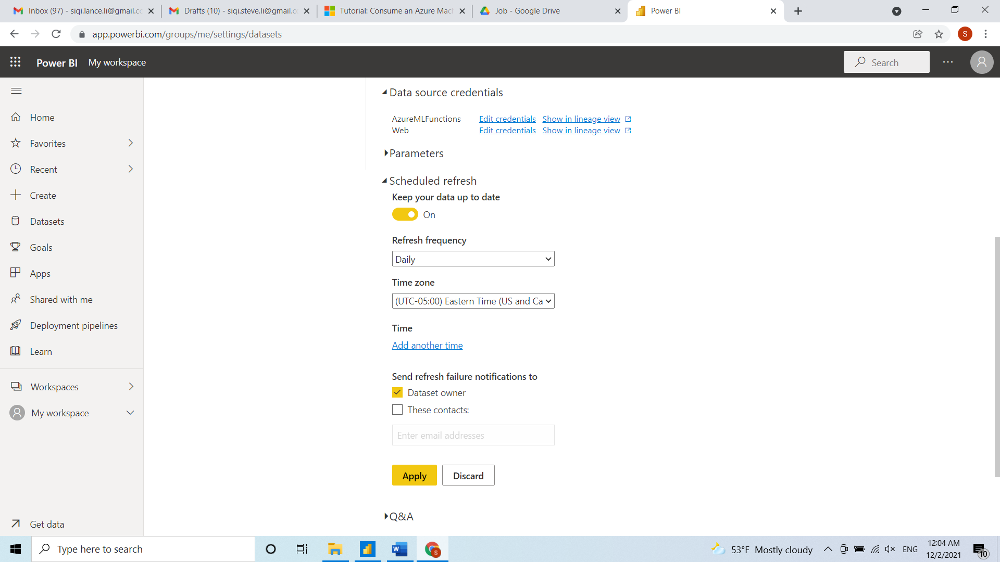 Inbox (97) - siqi.lance.li@gmail.co
Drafts (10) - siqi.steve.li@gmail.co
Tutorial: Consume an Azure Mac
Job - Google Drive
Power BI
app.powerbi.com/groups/me/settings/datasets
S
Power BI
My workspace
Search
Home
Favorites
Recent
Create
Datasets
Goals
Apps
Shared with me
Deployment pipelines
Learn
Workspaces
My workspace
Get data
Data source credentials
AzureMLFunctions Edit credentials Show in lineage view
Web Edit credentials Show in lineage view
Parameters
Scheduled refresh
Keep your data up to date
On
Refresh frequency
Daily
Time zone
(UTC-05:00) Eastern Time (US and Ca
Time
Add another time
Send refresh failure notifications to
Dataset owner
These contacts:
Enter email addresses
Apply
Discard
Q&A
Type here to search
W
S
53°F Mostly cloudy
ENG
12:04 AM
12/2/2021
10